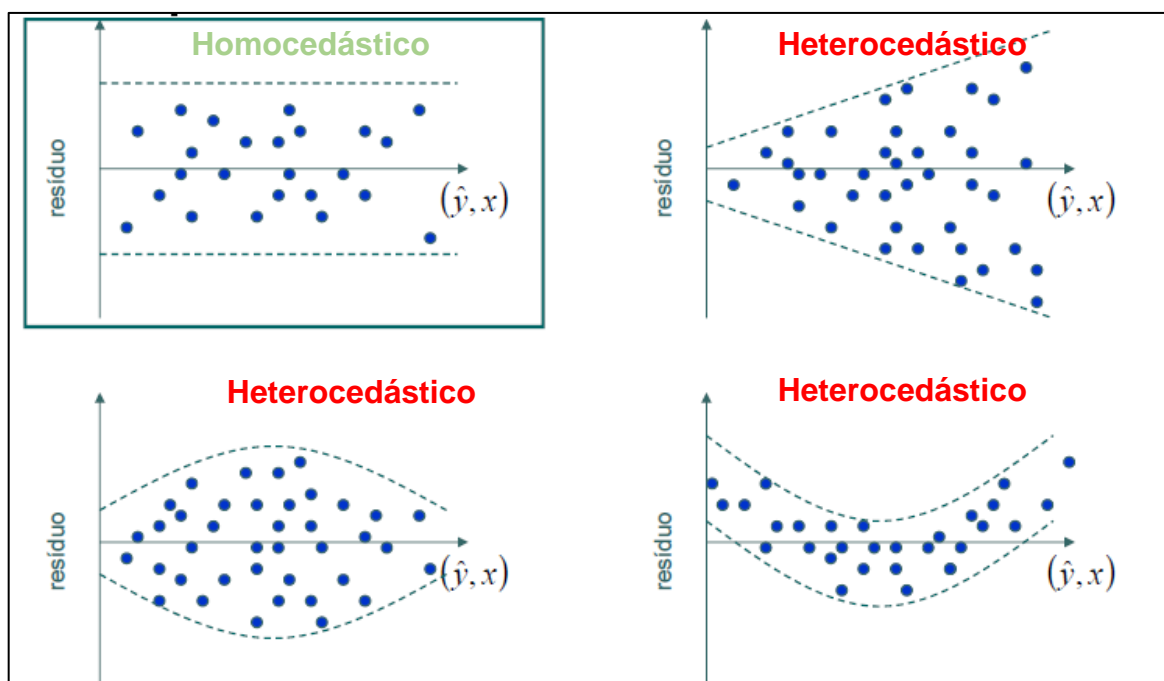 Homocedástico
resíduo
(ŷ, x)
Heterocedástico
resíduo
(ŷ, x)
Heterocedástico
resíduo
(ŷ, x)
Heterocedástico
resíduo
(ŷ, x)